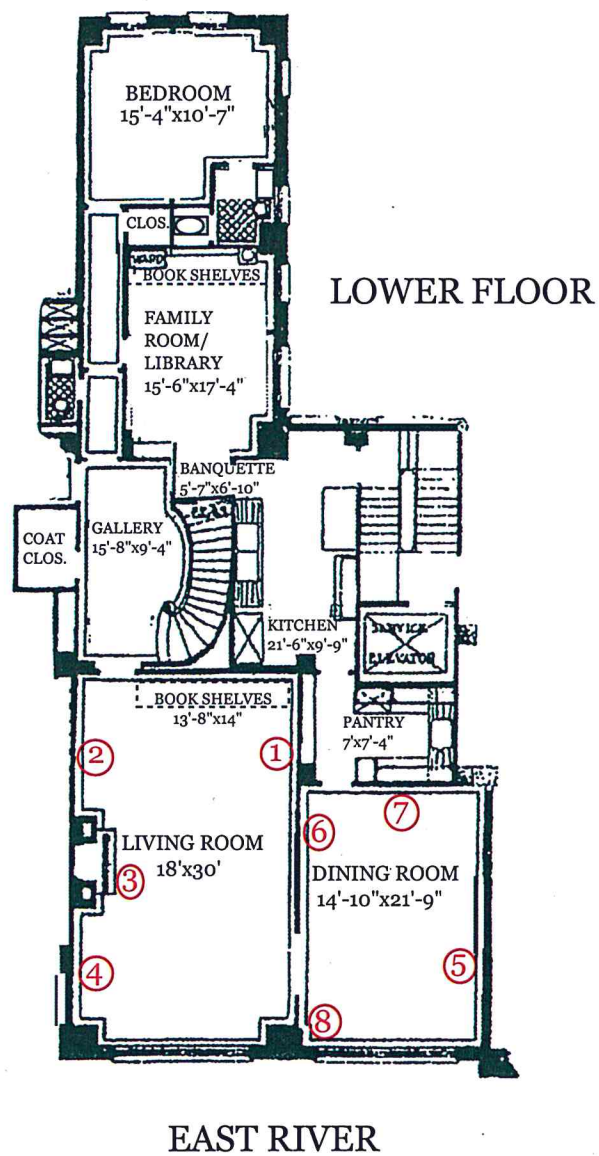 BEDROOM
15'-4"x10'-7"
CLOS.
WARD
BOOK SHELVES
LOWER FLOOR
FAMILY
ROOM/
LIBRARY
15'-6"x17'-4"
BANQUETTE
5'-7"x6'-10"
GALLERY
15'-8"x9'-4"
COAT
CLOS.
KITCHEN
21'-6"x9'-9"
SERVICE
ELEVATOR
BOOK SHELVES
13'-8"x14"
PANTRY
7'x7'-4"
2
1
7
6
LIVING ROOM
18'x30'
3
DINING ROOM
14'-10"x21'-9"
4
5
8
EAST RIVER